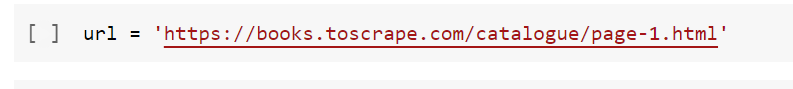 [ ] url = 'https://books.toscrape.com/catalogue/page-1.html'